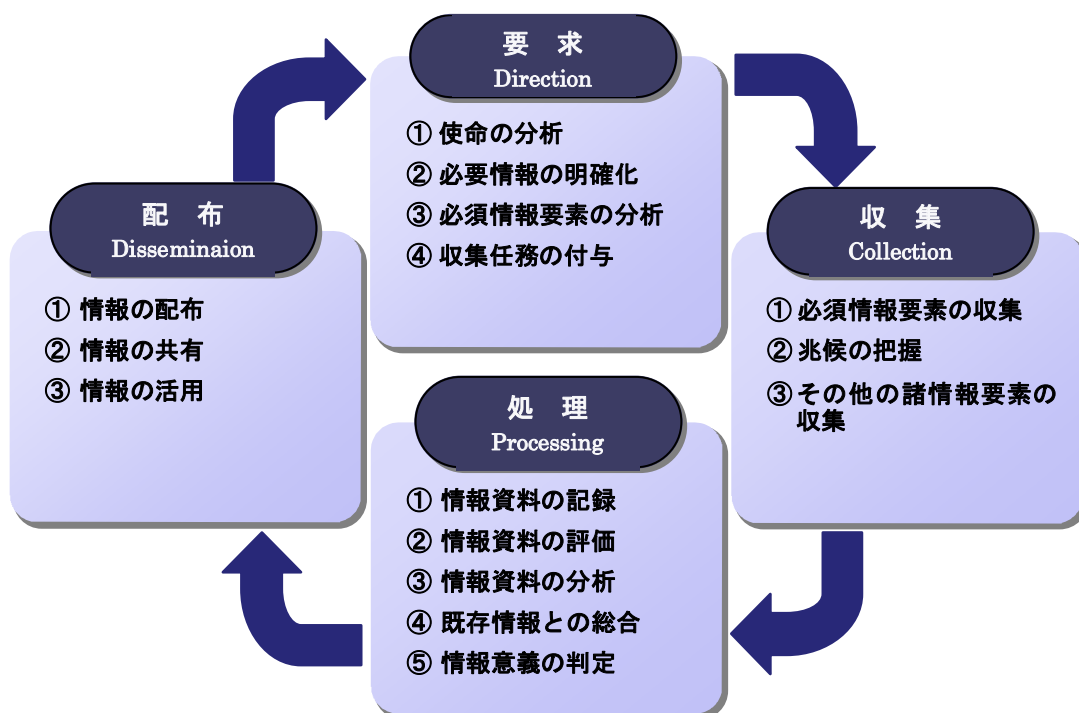 要 求
Direction
① 使命の分析
② 必要情報の明確化
③ 必須情報要素の分析
④ 収集任務の付与
収 集
Collection
① 必須情報要素の収集
② 兆候の把握
③ その他の諸情報要素の
収集
処 理
Processing
① 情報資料の記録
② 情報資料の評価
③ 情報資料の分析
④ 既存情報との総合
⑤ 情報意義の判定
配 布
Disseminaion
① 情報の配布
② 情報の共有
③ 情報の活用